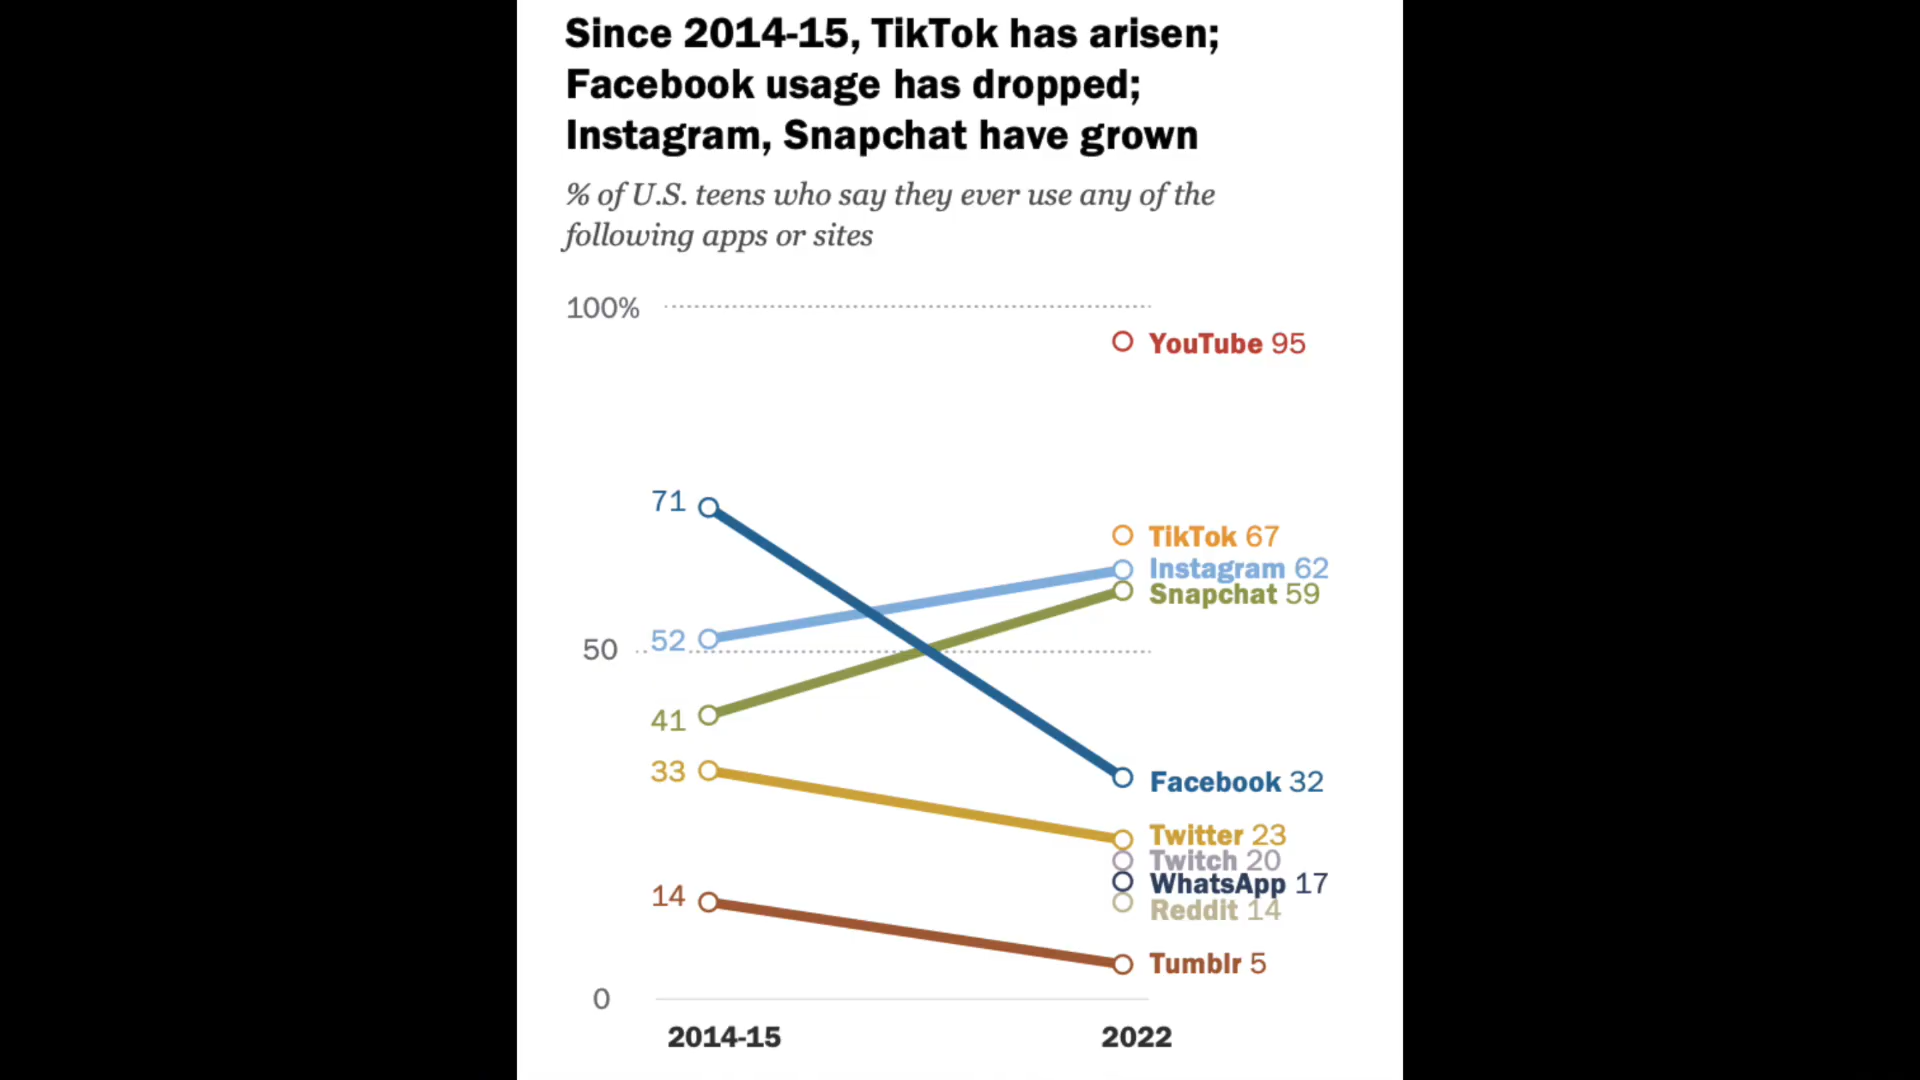 Since 2014-15, TikTok has arisen;
Facebook usage has dropped;
Instagram, Snapchat have grown
% of U.S. teens who say they ever use any of the
following apps or sites
100%
YouTube 95
71
TikTok 67
Instagram 62
Snapchat 59
52
50
41
33
Facebook 32
Twitter 23
Twitch 20
WhatsApp 17
14
Reddit 14
Tumblr 5
0
2014-15 2022